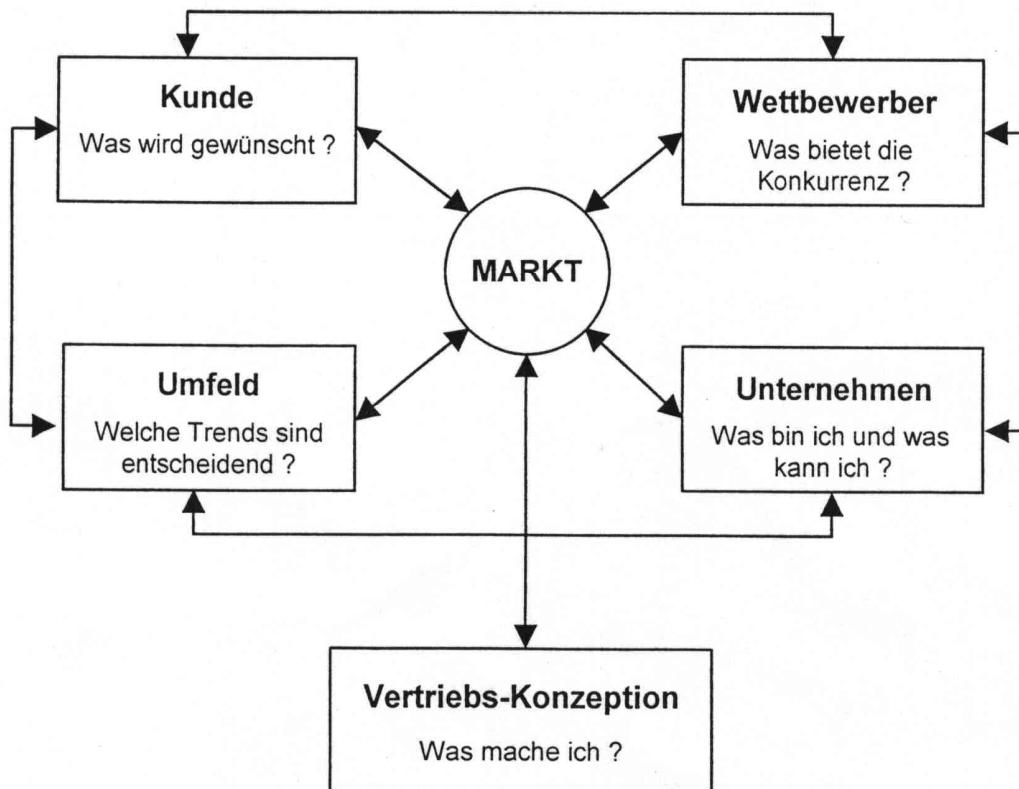 Kunde
Was wird gewünscht ?
Wettbewerber
Was bietet die
Konkurrenz ?
MARKT
Umfeld
Welche Trends sind
entscheidend ?
Unternehmen
Was bin ich und was
kann ich ?
Vertriebs-Konzeption
Was mache ich ?